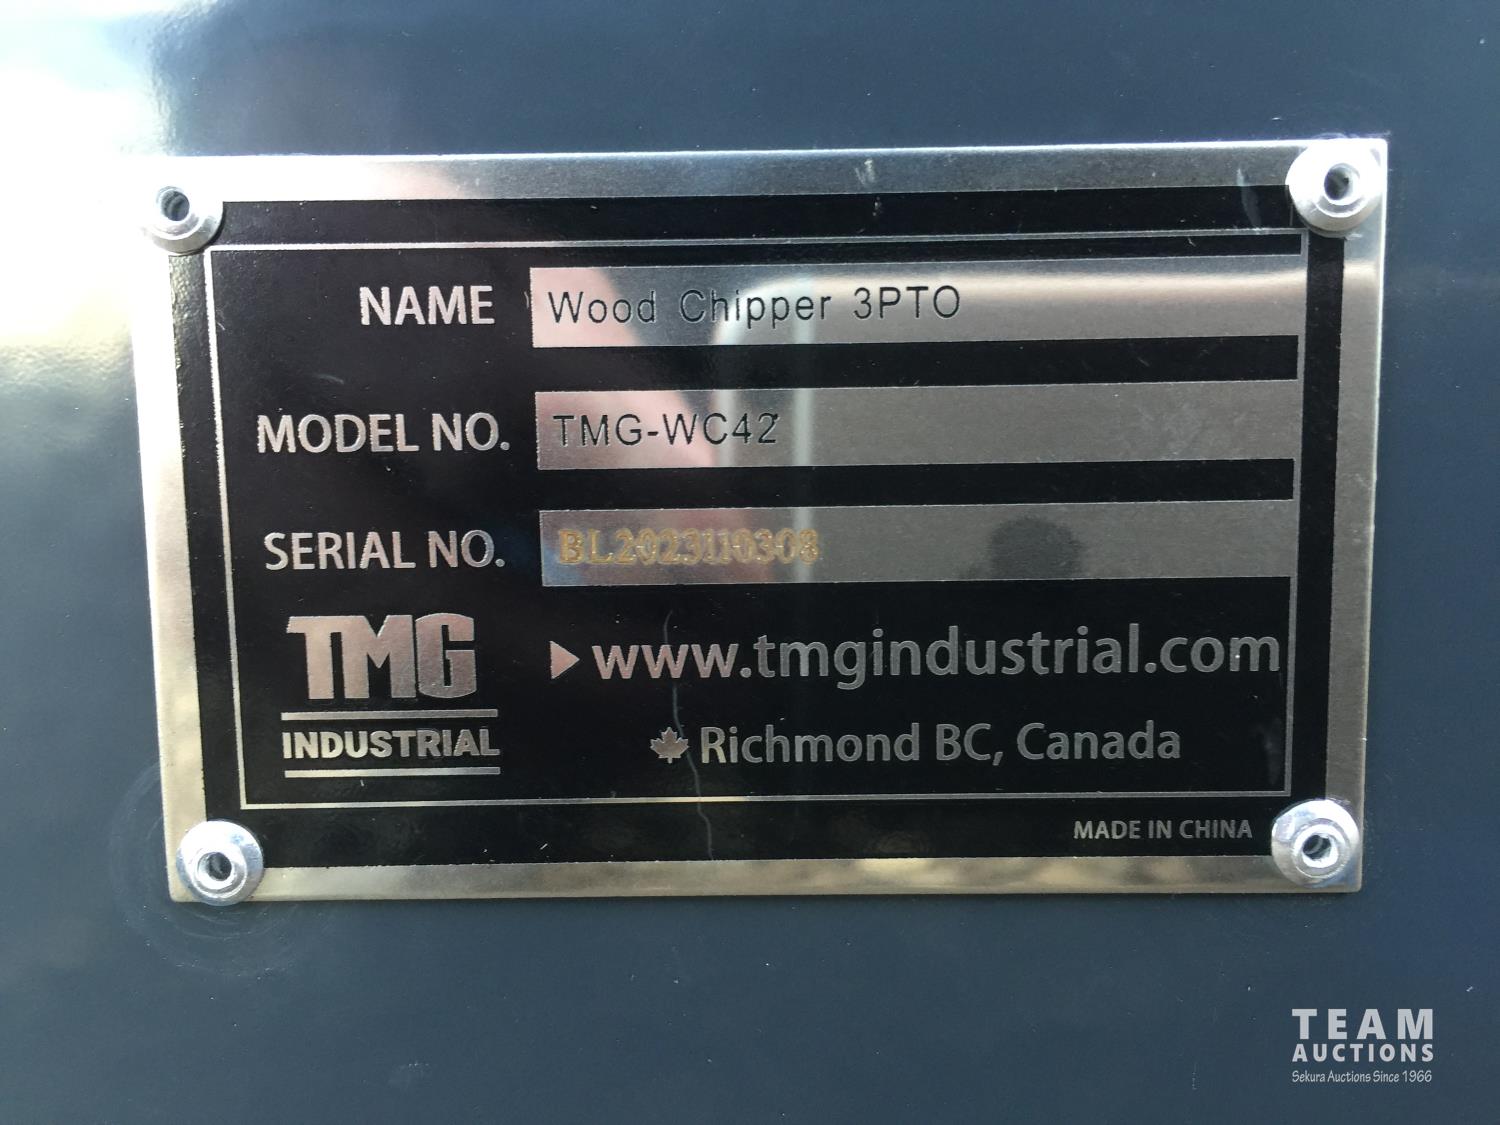 NAME Wood Chipper 3PTO
MODEL NO. TMG-WC42
SERIAL NO. BL2023110308
TMG
INDUSTRIAL
www.tmgindustrial.com
Richmond BC, Canada
MADE IN CHINA
TEAM
AUCTIONS
Sekura Auctions Since 1966